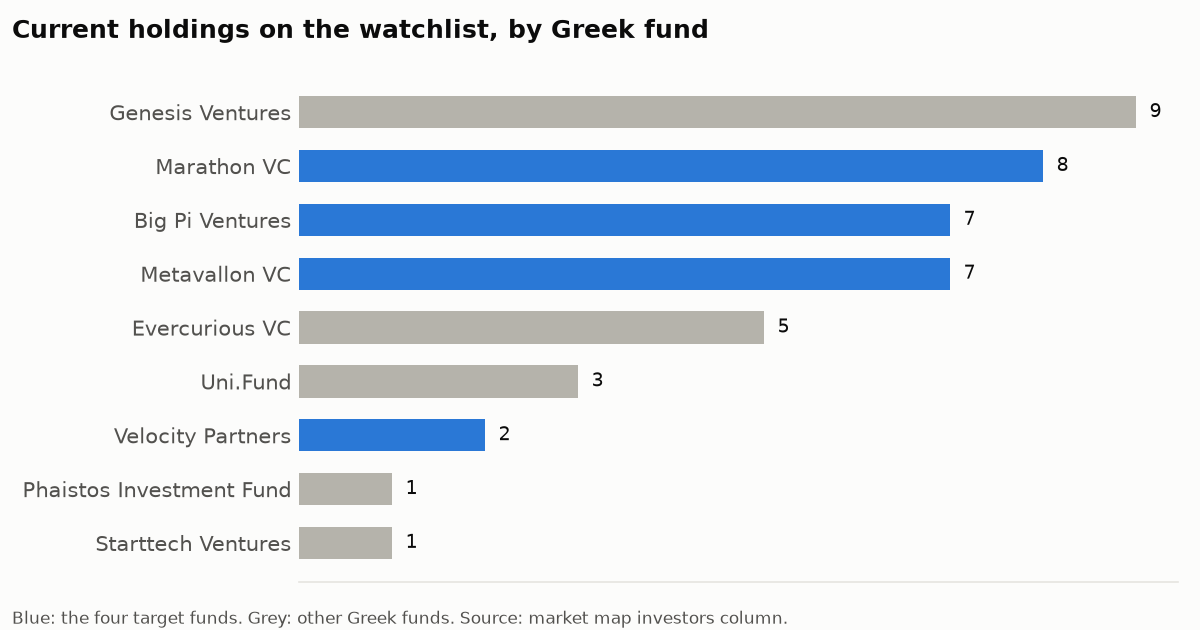 Current holdings on the watchlist, by Greek fund
Genesis Ventures 9
Marathon VC 8
Big Pi Ventures 7
Metavallon VC 7
Evercurious VC 5
Uni.Fund 3
Velocity Partners 2
Phaistos Investment Fund 1
Starttech Ventures 1
Blue: the four target funds. Grey: other Greek funds. Source: market map investors column.